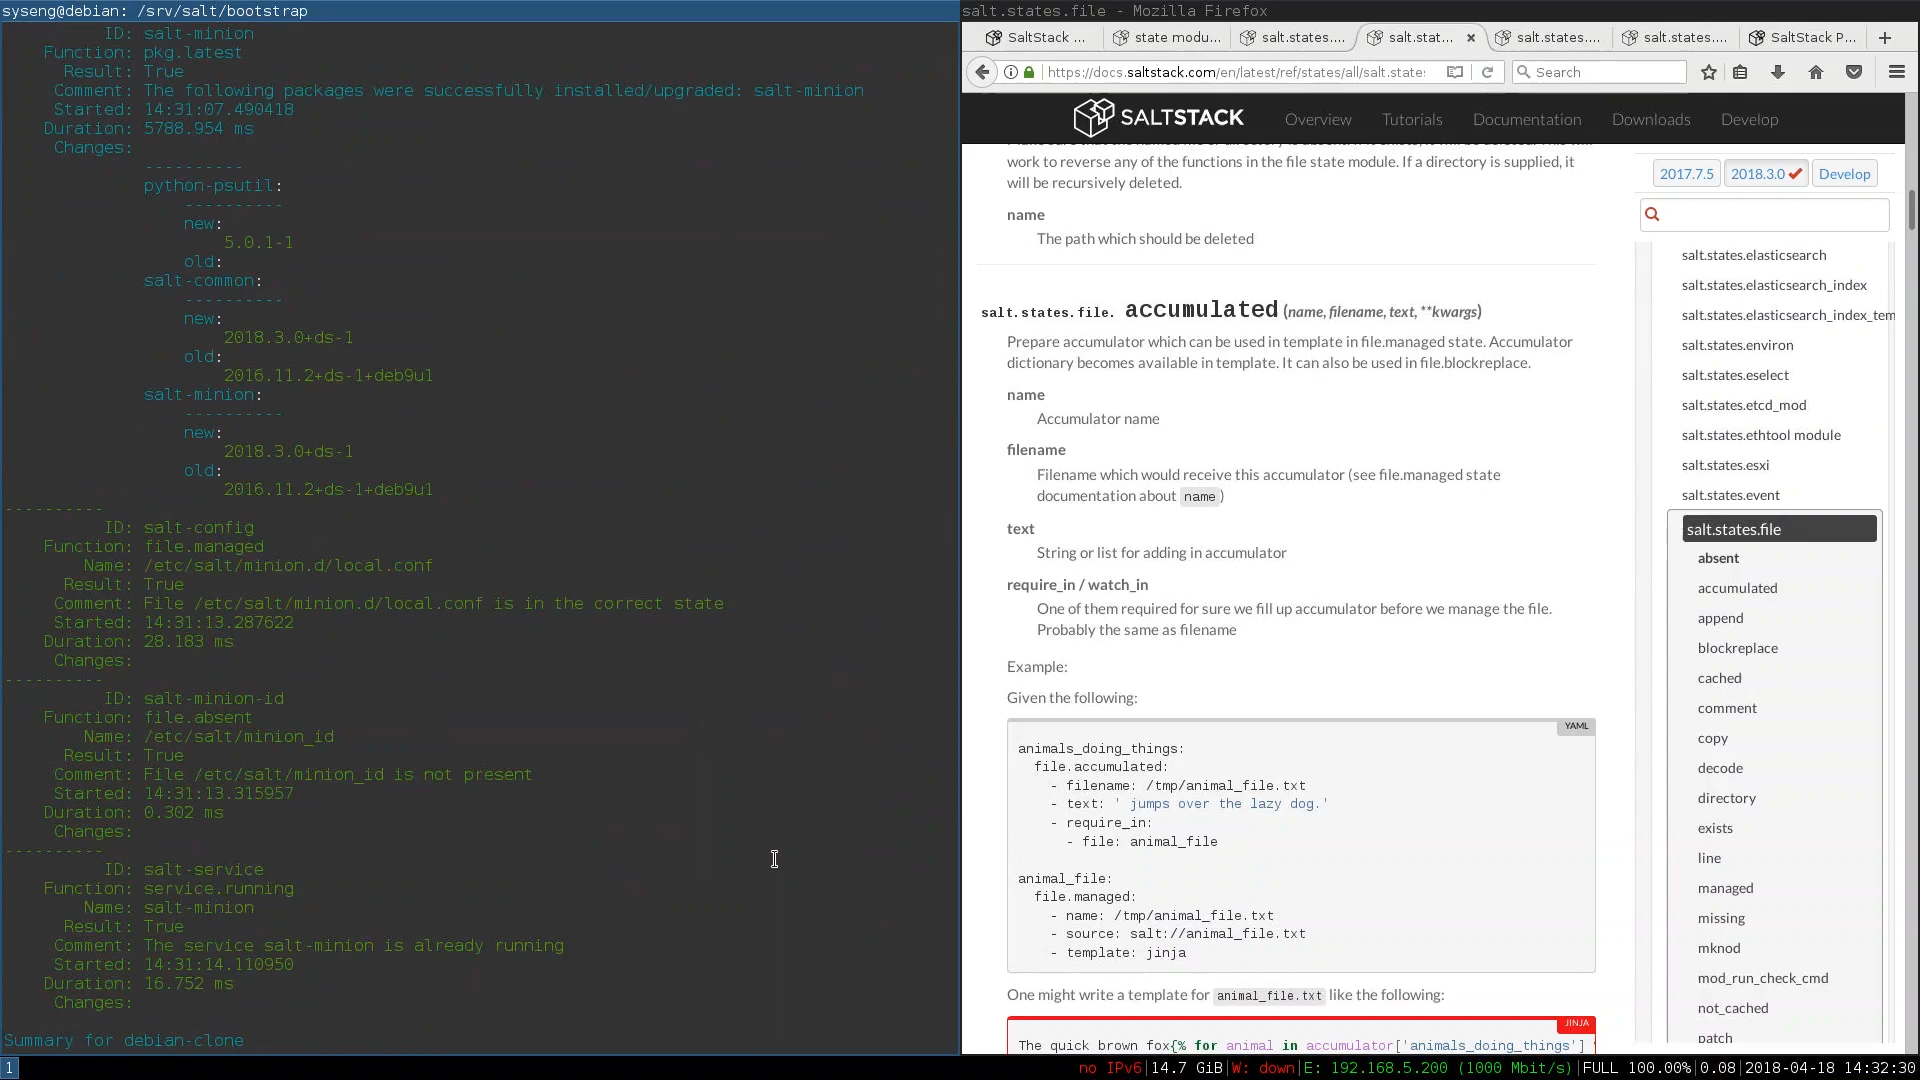 syseng@debian: /srv/salt/bootstrap
ID: salt-minion
Function: pkg.latest
Result: True
Comment: The following packages were successfully installed/upgraded: salt-minion
Started: 14:31:07.490418
Duration: 5788.954 ms
Changes:
----------
python-psutil:
----------
new:
5.0.1-1
old:
salt-common:
----------
new:
2018.3.0+ds-1
old:
2016.11.2+ds-1+deb9u1
salt-minion:
----------
new:
2018.3.0+ds-1
old:
2016.11.2+ds-1+deb9u1
----------
ID: salt-config
Function: file.managed
Name: /etc/salt/minion.d/local.conf
Result: True
Comment: File /etc/salt/minion.d/local.conf is in the correct state
Started: 14:31:13.287622
Duration: 28.183 ms
Changes:
----------
ID: salt-minion-id
Function: file.absent
Name: /etc/salt/minion_id
Result: True
Comment: File /etc/salt/minion_id is not present
Started: 14:31:13.315957
Duration: 0.302 ms
Changes:
----------
ID: salt-service
Function: service.running
Name: salt-minion
Result: True
Comment: The service salt-minion is already running
Started: 14:31:14.110950
Duration: 16.752 ms
Changes:
Summary for debian-clone
salt.states.file - Mozilla Firefox
SaltStack ...
state modu...
salt.states....
salt.stat...
salt.states....
salt.states....
SaltStack P...
https://docs.saltstack.com/en/latest/ref/states/all/salt.state:
Search
SALTSTACK
Overview
Tutorials
Documentation
Downloads
Develop
work to reverse any of the functions in the file state module. If a directory is supplied, it
will be recursively deleted.
name
The path which should be deleted
salt.states.file. accumulated (name, filename, text, **kwargs)
Prepare accumulator which can be used in template in file.managed state. Accumulator
dictionary becomes available in template. It can also be used in file.blockreplace.
name
Accumulator name
filename
Filename which would receive this accumulator (see file.managed state
documentation about name )
text
String or list for adding in accumulator
require_in / watch_in
One of them required for sure we fill up accumulator before we manage the file.
Probably the same as filename
Example:
Given the following:
YAML
animals_doing_things:
file.accumulated:
- filename: /tmp/animal_file.txt
- text: ' jumps over the lazy dog.'
- require_in:
- file: animal_file
animal_file:
file.managed:
- name: /tmp/animal_file.txt
- source: salt://animal_file.txt
- template: jinja
One might write a template for animal_file.txt like the following:
JINJA
The quick brown fox{% for animal in accumulator['animals_doing_things']
2017.7.5
2018.3.0
Develop
salt.states.elasticsearch
salt.states.elasticsearch_index
salt.states.elasticsearch_index_tem
salt.states.environ
salt.states.eselect
salt.states.etcd_mod
salt.states.ethtool module
salt.states.esxi
salt.states.event
salt.states.file
absent
accumulated
append
blockreplace
cached
comment
copy
decode
directory
exists
line
managed
missing
mknod
mod_run_check_cmd
not_cached
patch
1
no IPv6|14.7 GiB|W: down|E: 192.168.5.200 (1000 Mbit/s)|FULL 100.00%|0.08|2018-04-18 14:32:30